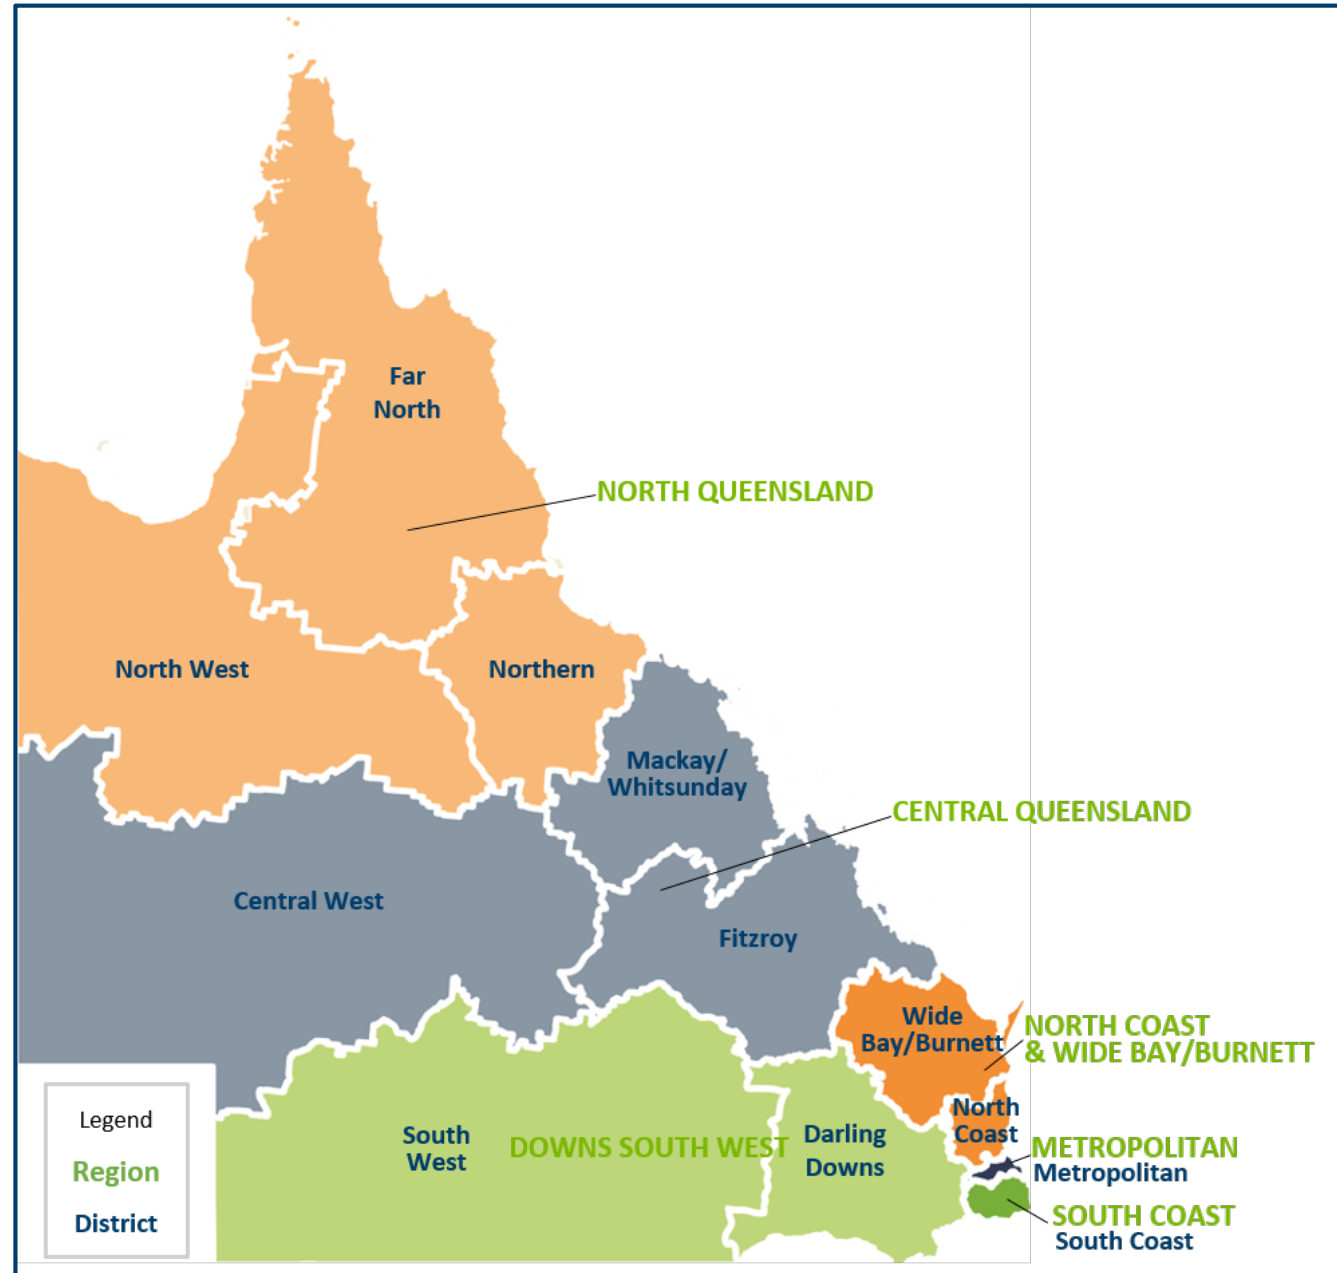 Far
North
NORTH QUEENSLAND
North West
Northern
Mackay/
Whitsunday
CENTRAL QUEENSLAND
Central West
Fitzroy
Wide
Bay/Burnett
NORTH COAST
& WIDE BAY/BURNETT
North
Coast
South
West
DOWNS SOUTH WEST
Darling
Downs
METROPOLITAN
Metropolitan
SOUTH COAST
South Coast
Legend
Region
District